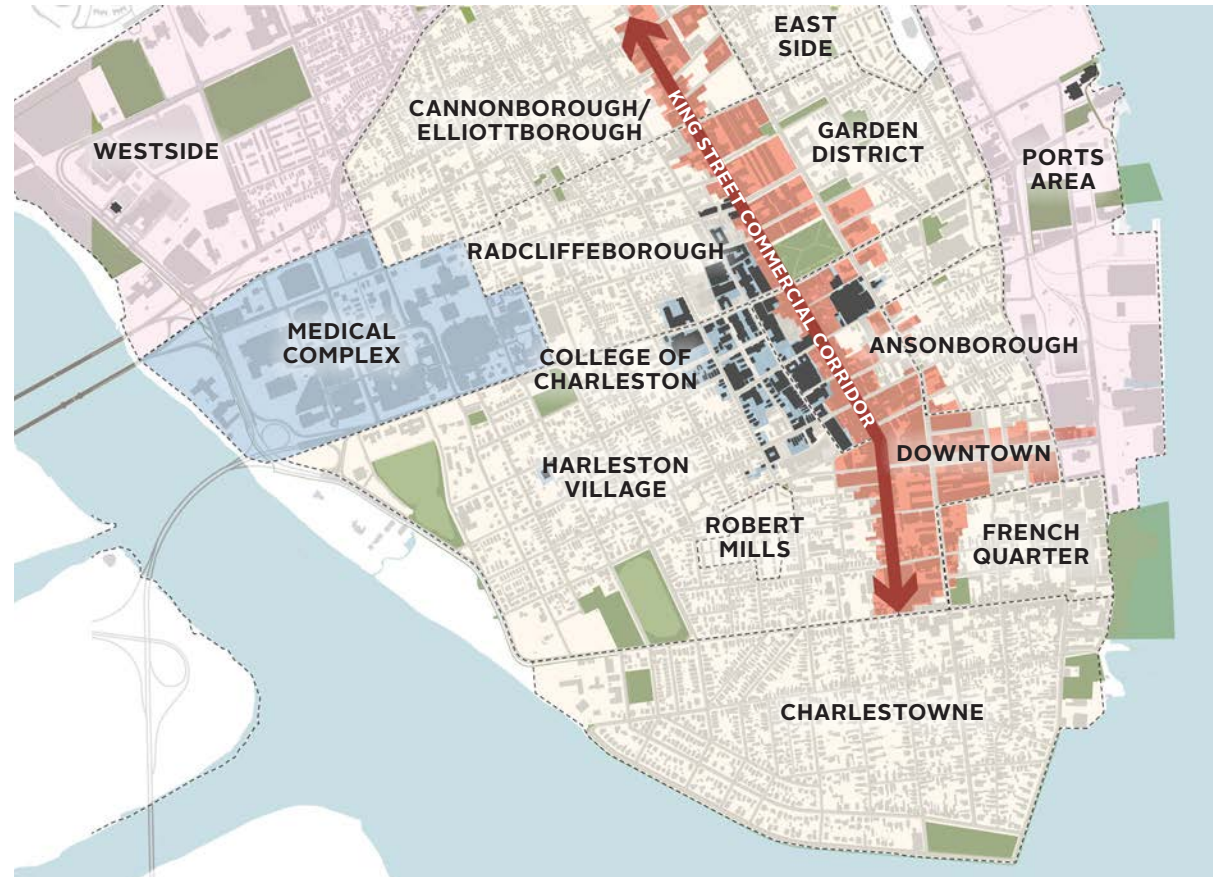 EAST
SIDE
CANNONBOROUGH/
ELLIOTTBOROUGH
WESTSIDE
GARDEN
DISTRICT
PORTS
AREA
KING STREET COMMERCIAL CORRIDOR
RADCLIFFEBOROUGH
MEDICAL
COMPLEX
COLLEGE OF
CHARLESTON
ANSONBOROUGH
HARLESTON
VILLAGE
DOWNTOWN
ROBERT
MILLS
FRENCH
QUARTER
CHARLESTOWNE